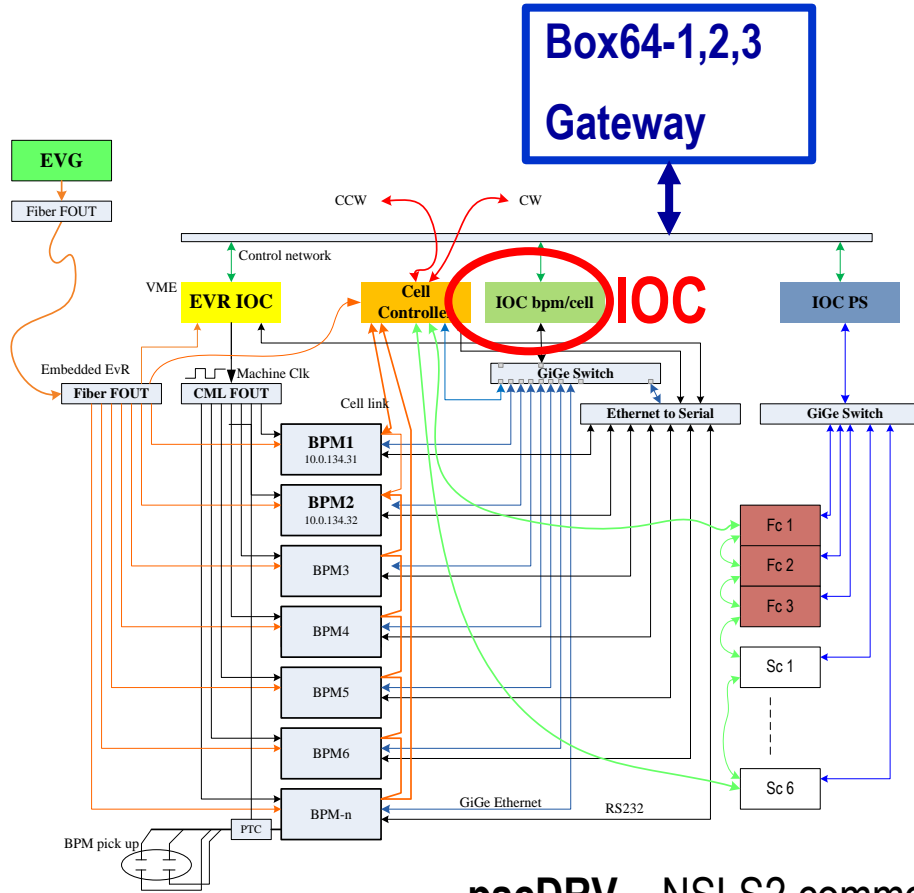 Box64-1,2,3
Gateway
EVG
Fiber FOUT
CCW
CW
Control network
VME
EVR IOC
Cell
Controller
IOC bpm/cell
IOC
IOC PS
Embedded EvR
Machine Clk
GiGe Switch
Fiber FOUT
CML FOUT
Cell link
Ethernet to Serial
GiGe Switch
BPM1
10.0.134.31
BPM2
10.0.134.32
Fc 1
BPM3
Fc 2
Fc 3
BPM4
Sc 1
BPM5
BPM6
Sc 6
GiGe Ethernet
RS232
BPM-n
PTC
BPM pick up